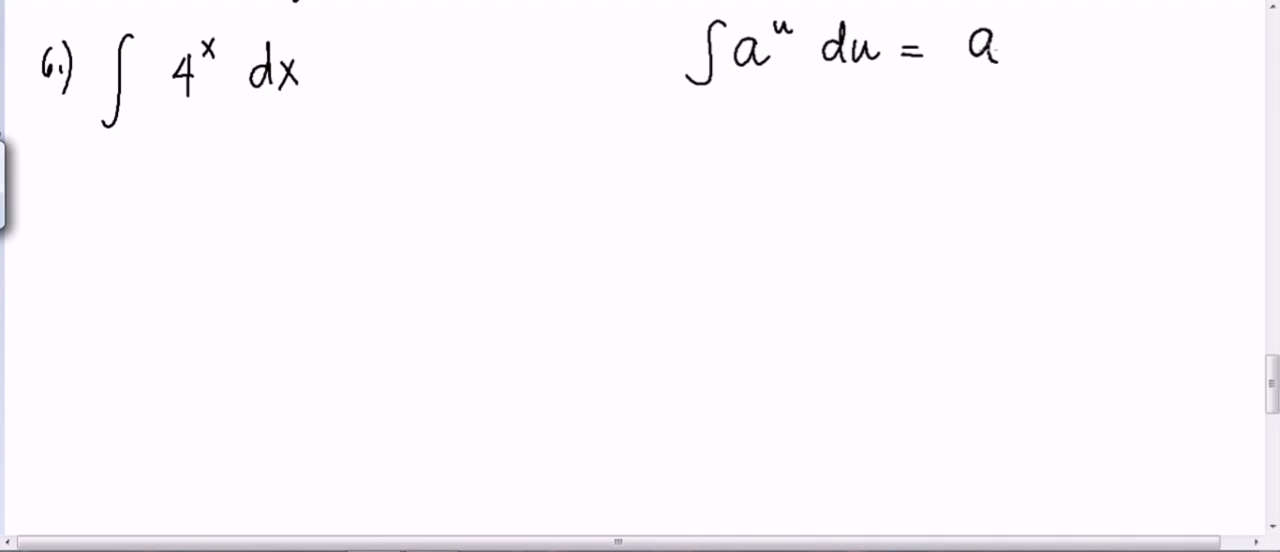 6.) ∫ 4^x dx
∫ a^u du = a